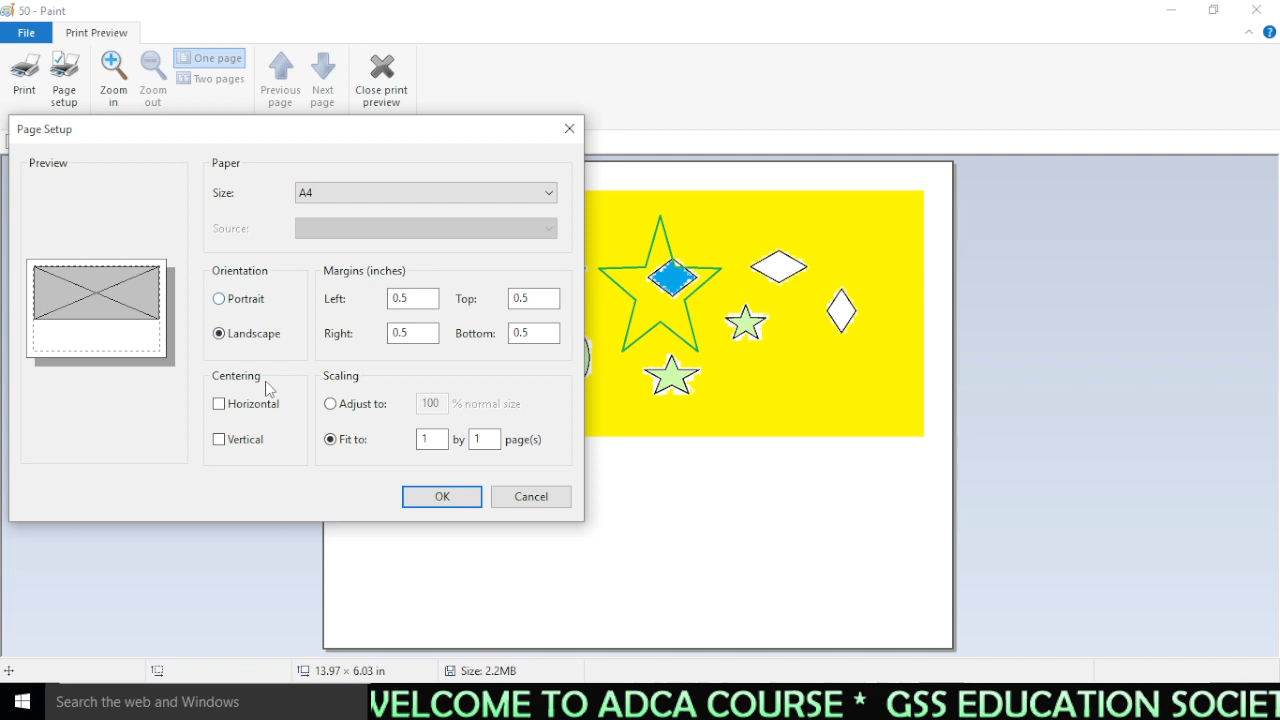 50 - Paint
File
Print Preview
Print
Page setup
Zoom in
Zoom out
One page
Two pages
Previous page
Next page
Close print preview
Page Setup
Preview
Paper
Size:
A4
Source:
Orientation
Portrait
Landscape
Margins (inches)
Left:
0.5
Top:
0.5
Right:
0.5
Bottom:
0.5
Centering
Horizontal
Vertical
Scaling
Adjust to:
100
% normal size
Fit to:
1
by
1
page(s)
OK
Cancel
13.97 × 6.03 in
Size: 2.2MB
Search the web and Windows
WELCOME TO ADCA COURSE * GSS EDUCATION SOCIET